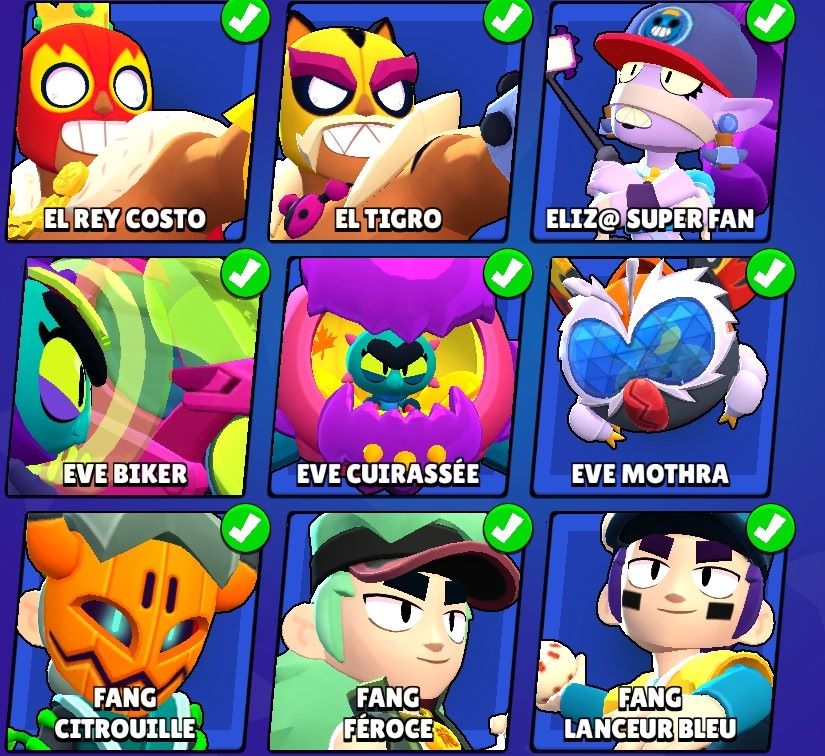 EL REY COSTO
EL TIGRO
ELIZ@ SUPER FAN
EVE BIKER
EVE CUIRASSÉE
EVE MOTHRA
FANG
CITROUILLE
FANG
FÉROCE
FANG
LANCEUR BLEU